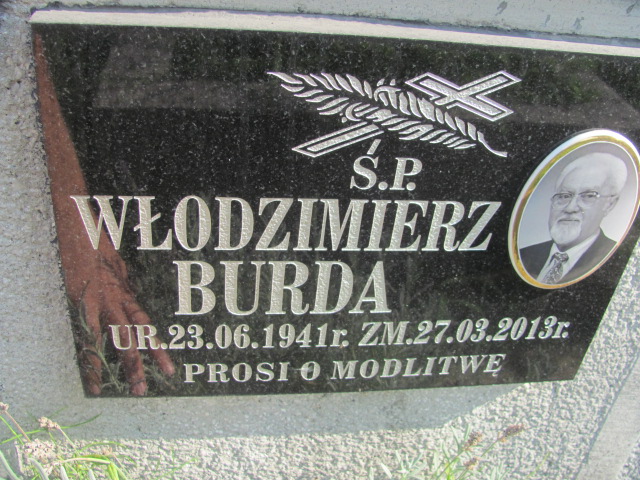 Ś.P.
WŁODZIMIERZ
BURDA
UR.23.06.1941r. ZM.27.03.2013r.
PROSI O MODLITWĘ